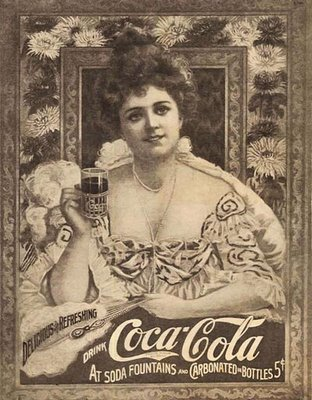 DELICIOUS AND REFRESHING
DRINK Coca-Cola
AT SODA FOUNTAINS AND CARBONATED IN BOTTLES 5¢